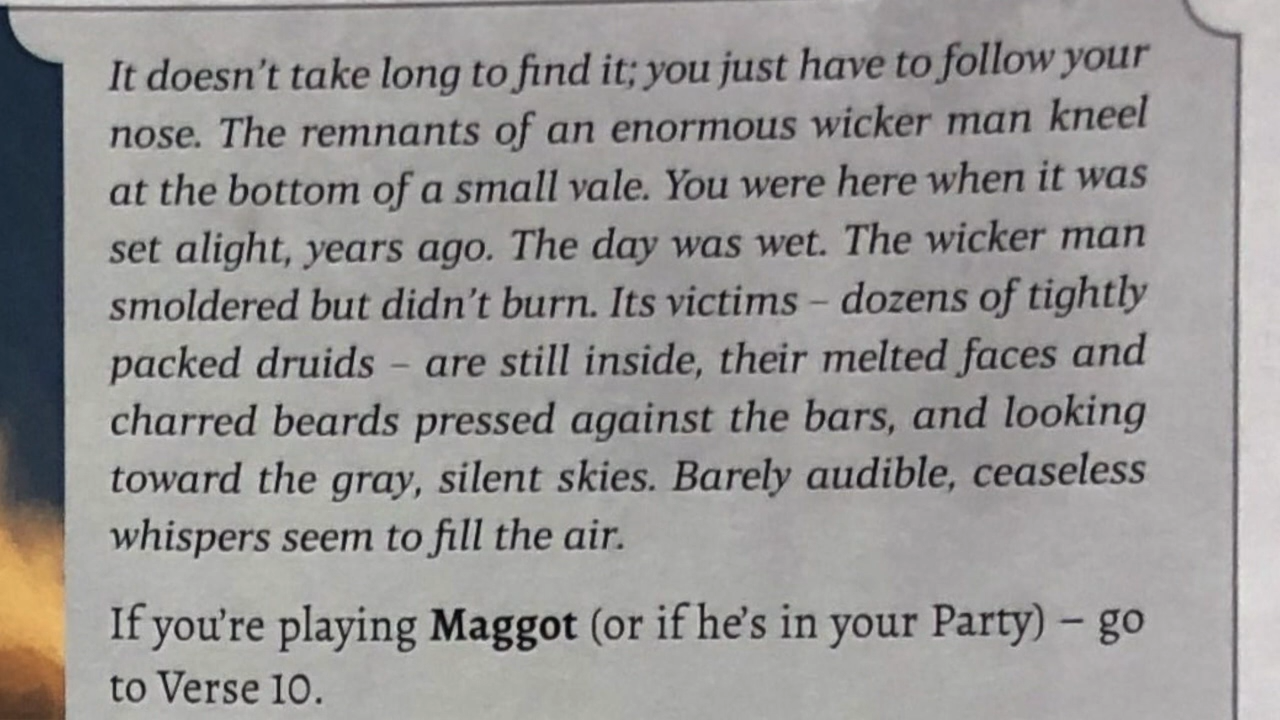 It doesn't take long to find it; you just have to follow your
nose. The remnants of an enormous wicker man kneel
at the bottom of a small vale. You were here when it was
set alight, years ago. The day was wet. The wicker man
smoldered but didn't burn. Its victims – dozens of tightly
packed druids – are still inside, their melted faces and
charred beards pressed against the bars, and looking
toward the gray, silent skies. Barely audible, ceaseless
whispers seem to fill the air.
If you're playing Maggot (or if he's in your Party) – go
to Verse 10.